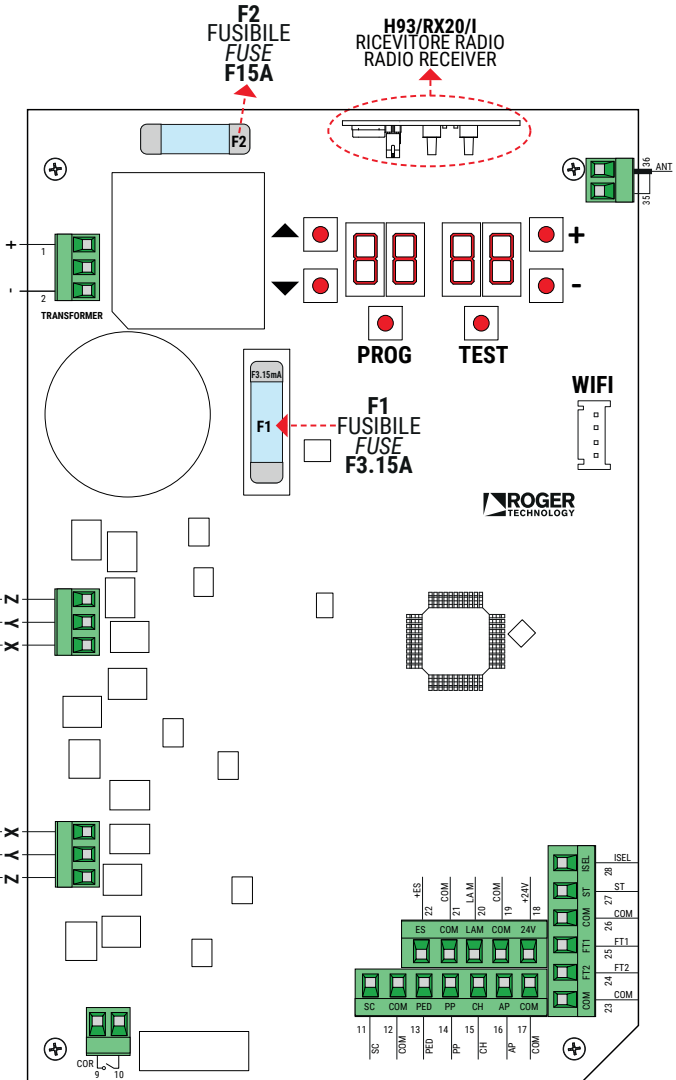 F2
FUSIBILE
FUSE
F15A
H93/RX20/I
RICEVITORE RADIO
RADIO RECEIVER
F2
36
ANT
35
+
1
-
2
TRANSFORMER
88 88
+
-
PROG
TEST
F3.15mA
F1
F1
FUSIBILE
FUSE
F3.15A
WIFI
ROGER
TECHNOLOGY
Z
Y
X
X
Y
Z
+ES
COM
LAM
COM
+24V
22
21
20
19
18
ES COM LAM COM 24V
SC COM PED PP CH AP COM
11 12 13 14 15 16 17
SC
COM
PED
PP
CH
AP
COM
ISEL
ST
COM
FT1
FT2
COM
ISEL
28
ST
27
COM
26
FT1
25
FT2
24
COM
23
COR
9 10